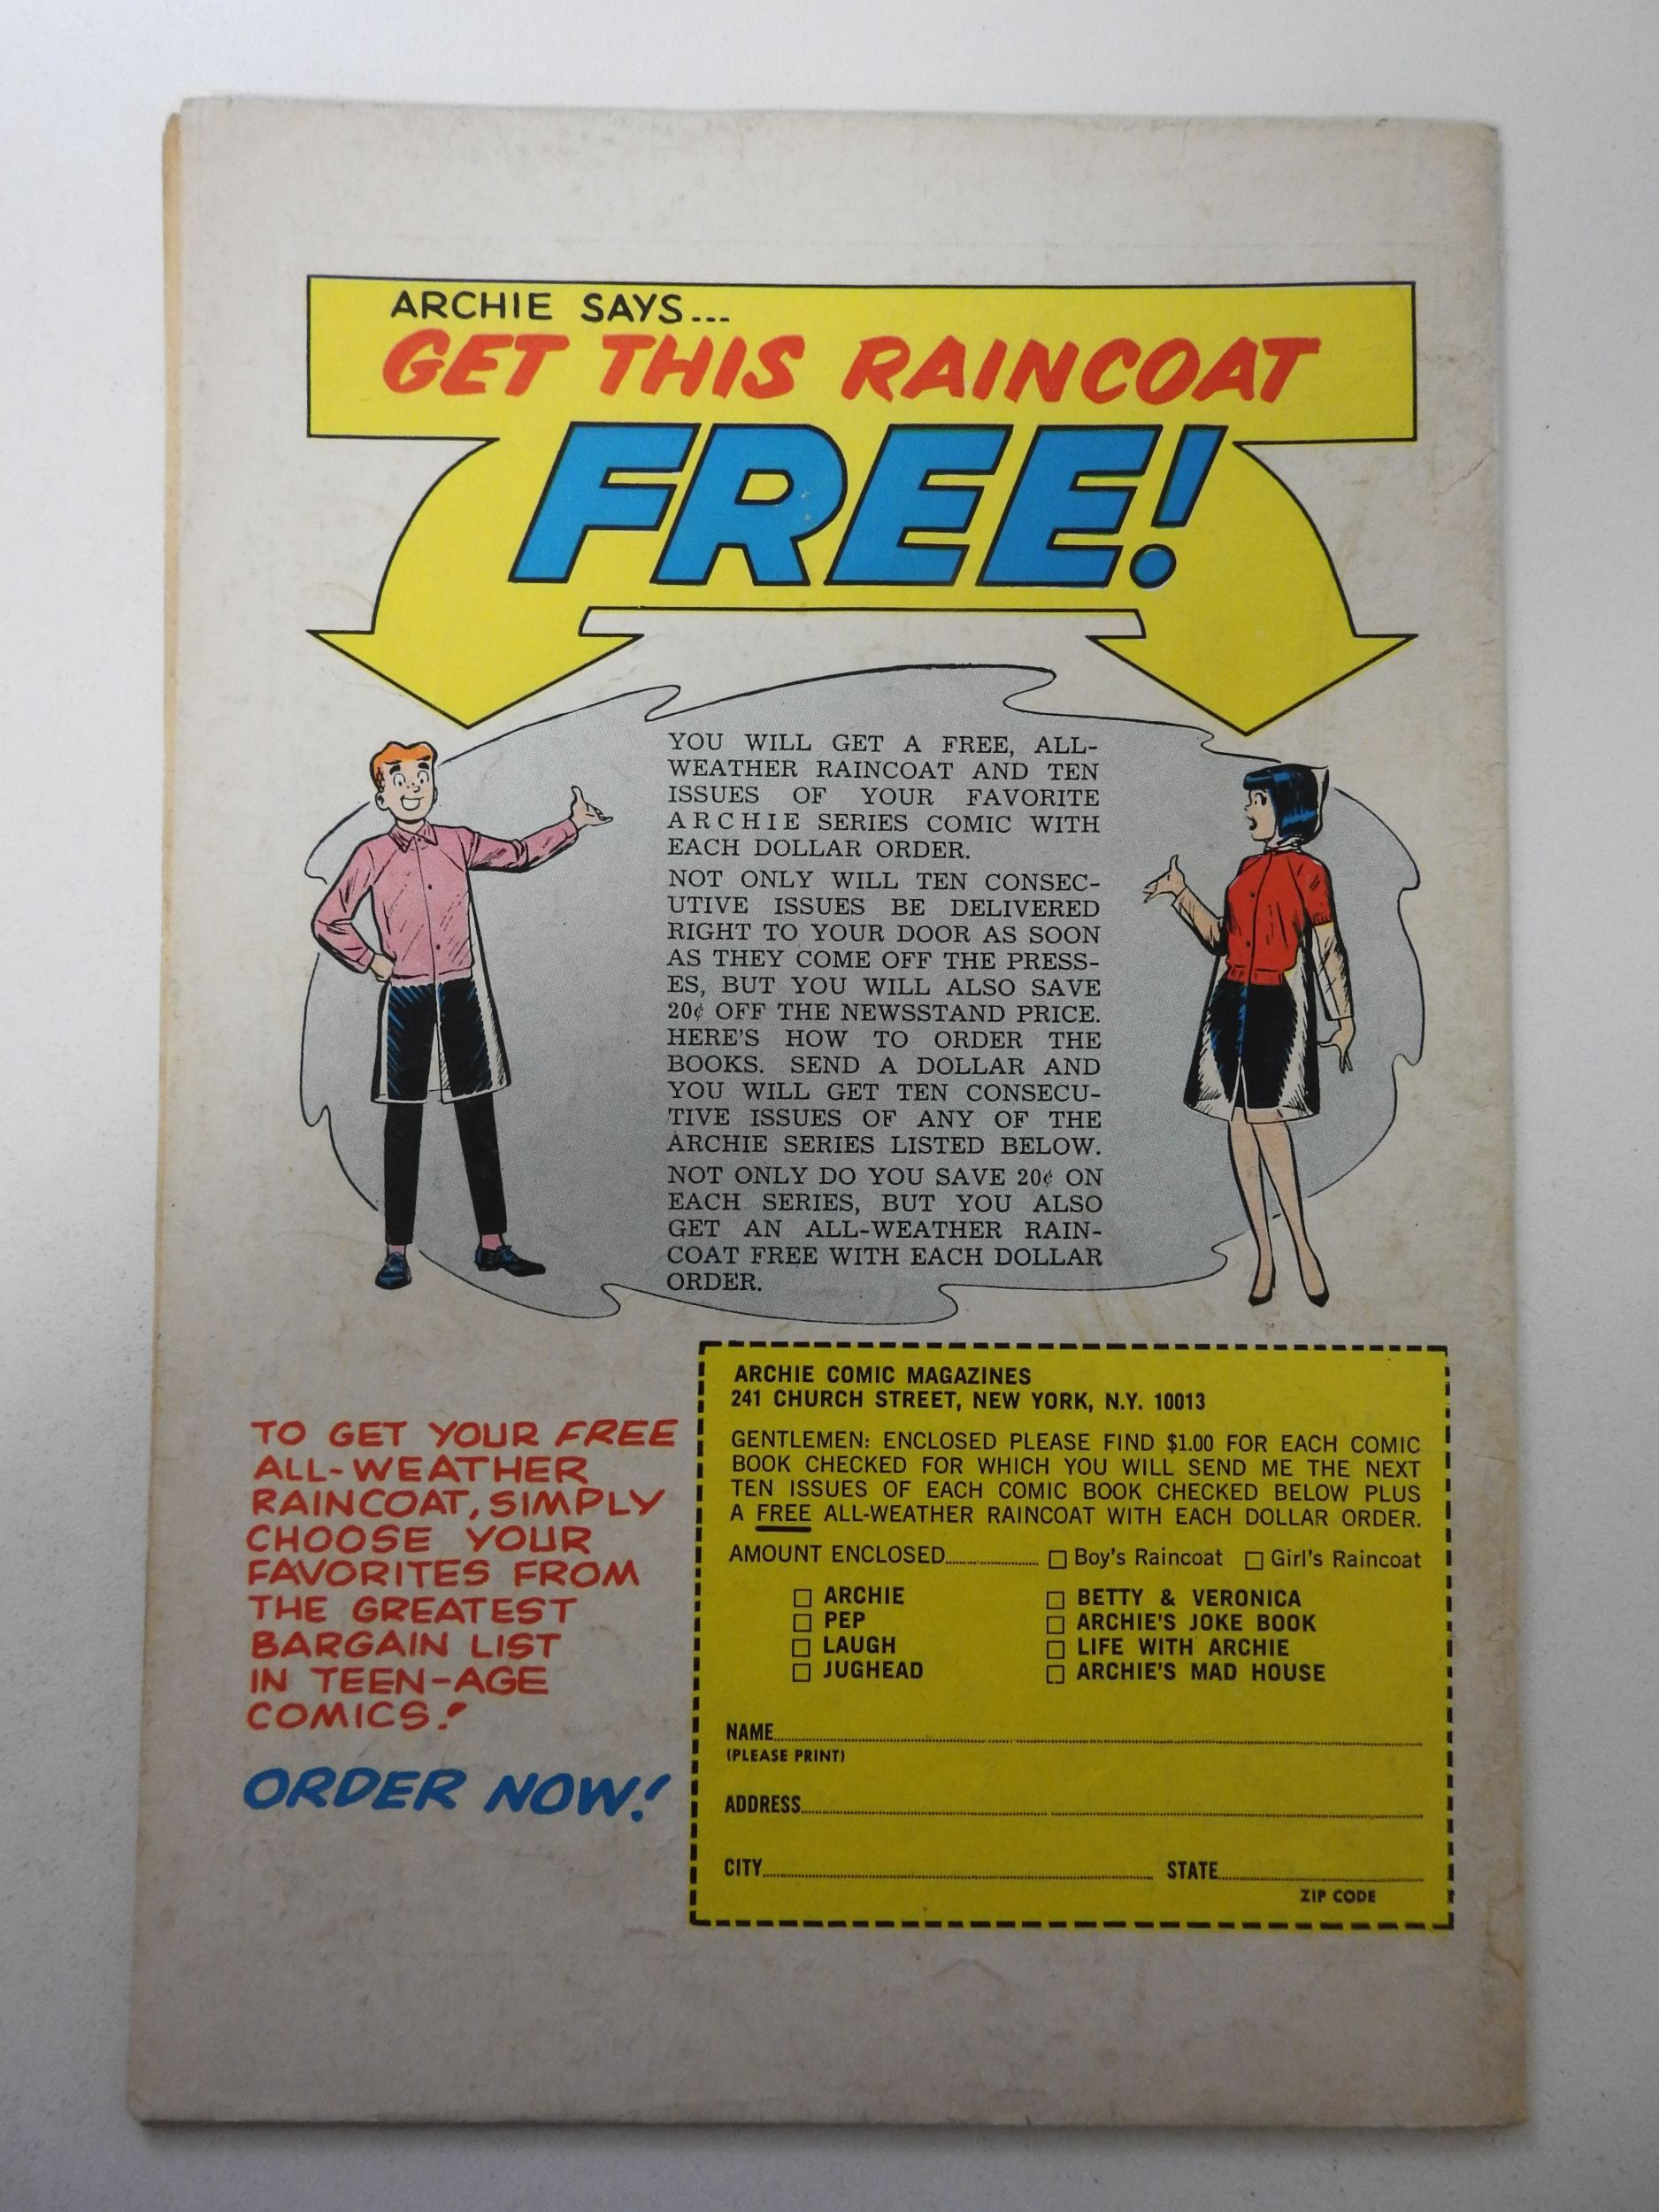 ARCHIE SAYS...
GET THIS RAINCOAT
FREE!
YOU WILL GET A FREE, ALL-
WEATHER RAINCOAT AND TEN
ISSUES OF YOUR FAVORITE
ARCHIE SERIES COMIC WITH
EACH DOLLAR ORDER.
NOT ONLY WILL TEN CONSEC-
UTIVE ISSUES BE DELIVERED
RIGHT TO YOUR DOOR AS SOON
AS THEY COME OFF THE PRESS-
ES, BUT YOU WILL ALSO SAVE
20¢ OFF THE NEWSSTAND PRICE.
HERE'S HOW TO ORDER THE
BOOKS. SEND A DOLLAR AND
YOU WILL GET TEN CONSECU-
TIVE ISSUES OF ANY OF THE
ARCHIE SERIES LISTED BELOW.
NOT ONLY DO YOU SAVE 20¢ ON
EACH SERIES, BUT YOU ALSO
GET AN ALL-WEATHER RAIN-
COAT FREE WITH EACH DOLLAR
ORDER.
TO GET YOUR FREE
ALL-WEATHER
RAINCOAT, SIMPLY
CHOOSE YOUR
FAVORITES FROM
THE GREATEST
BARGAIN LIST
IN TEEN-AGE
COMICS!
ORDER NOW!
ARCHIE COMIC MAGAZINES
241 CHURCH STREET, NEW YORK, N.Y. 10013
GENTLEMEN: ENCLOSED PLEASE FIND $1.00 FOR EACH COMIC
BOOK CHECKED FOR WHICH YOU WILL SEND ME THE NEXT
TEN ISSUES OF EACH COMIC BOOK CHECKED BELOW PLUS
A FREE ALL-WEATHER RAINCOAT WITH EACH DOLLAR ORDER.
AMOUNT ENCLOSED............ □ Boy's Raincoat □ Girl's Raincoat
□ ARCHIE □ BETTY & VERONICA
□ PEP □ ARCHIE'S JOKE BOOK
□ LAUGH □ LIFE WITH ARCHIE
□ JUGHEAD □ ARCHIE'S MAD HOUSE
NAME
(PLEASE PRINT)
ADDRESS
CITY STATE
ZIP CODE